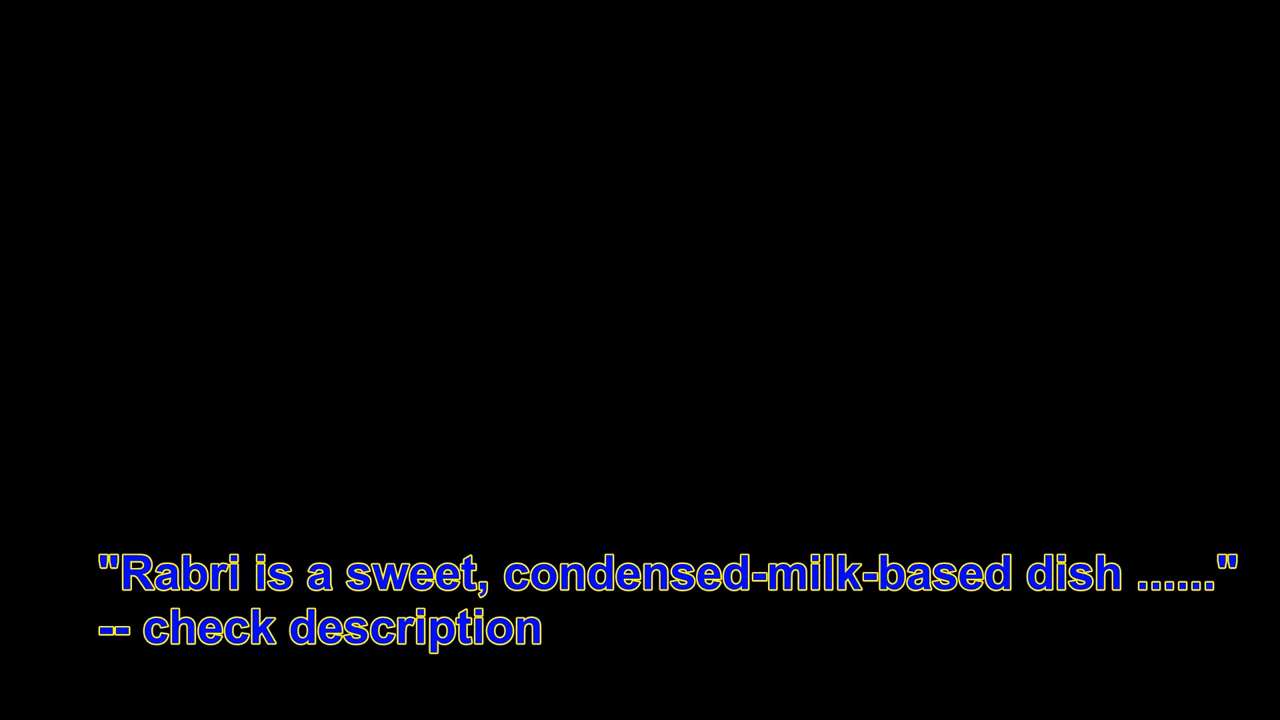 "Rabri is a sweet, condensed-milk-based dish ......"
-- check description